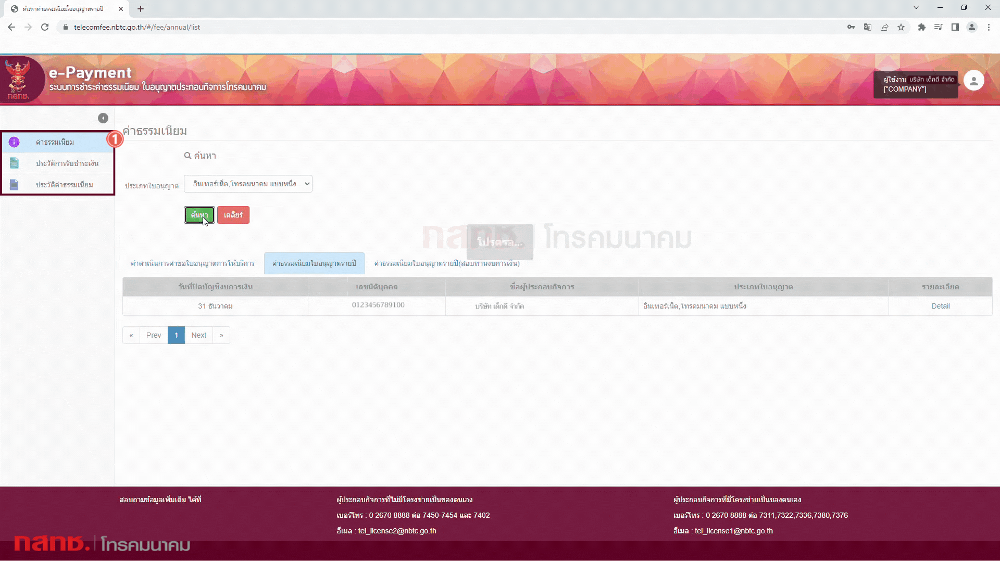 ค้นหาค่าธรรมเนียมใบอนุญาตรายปี
telecomfee.nbtc.go.th/#/fee/annual/list
กสทช.
e-Payment
ระบบการชำระค่าธรรมเนียม ใบอนุญาตประกอบกิจการโทรคมนาคม
ผู้ใช้งาน บริษัท เด็กดี จำกัด
["COMPANY"]
1
ค่าธรรมเนียม
ประวัติการรับชำระเงิน
ประวัติค่าธรรมเนียม
ค่าธรรมเนียม
ค้นหา
ประเภทใบอนุญาต
อินเทอร์เน็ต,โทรคมนาคม แบบหนึ่ง
ค้นหา เคลียร์
กสทช. โทรคมนาคม
โปรดรอ...
ค่าดำเนินการคำขอใบอนุญาตการให้บริการ ค่าธรรมเนียมใบอนุญาตรายปี ค่าธรรมเนียมใบอนุญาตรายปี(สอบทานงบการเงิน)
วันที่ปิดบัญชีงบการเงิน เลขนิติบุคคล ชื่อผู้ประกอบกิจการ ประเภทใบอนุญาต รายละเอียด
31 ธันวาคม 0123456789100 บริษัท เด็กดี จำกัด อินเทอร์เน็ต,โทรคมนาคม แบบหนึ่ง Detail
« Prev 1 Next »
สอบถามข้อมูลเพิ่มเติม ได้ที่
ผู้ประกอบกิจการที่ไม่มีโครงข่ายเป็นของตนเอง
เบอร์โทร : 0 2670 8888 ต่อ 7450-7454 และ 7402
อีเมล : tel_license2@nbtc.go.th
ผู้ประกอบกิจการที่มีโครงข่ายเป็นของตนเอง
เบอร์โทร : 0 2670 8888 ต่อ 7311,7322,7336,7380,7376
อีเมล : tel_license1@nbtc.go.th
กสทช. โทรคมนาคม